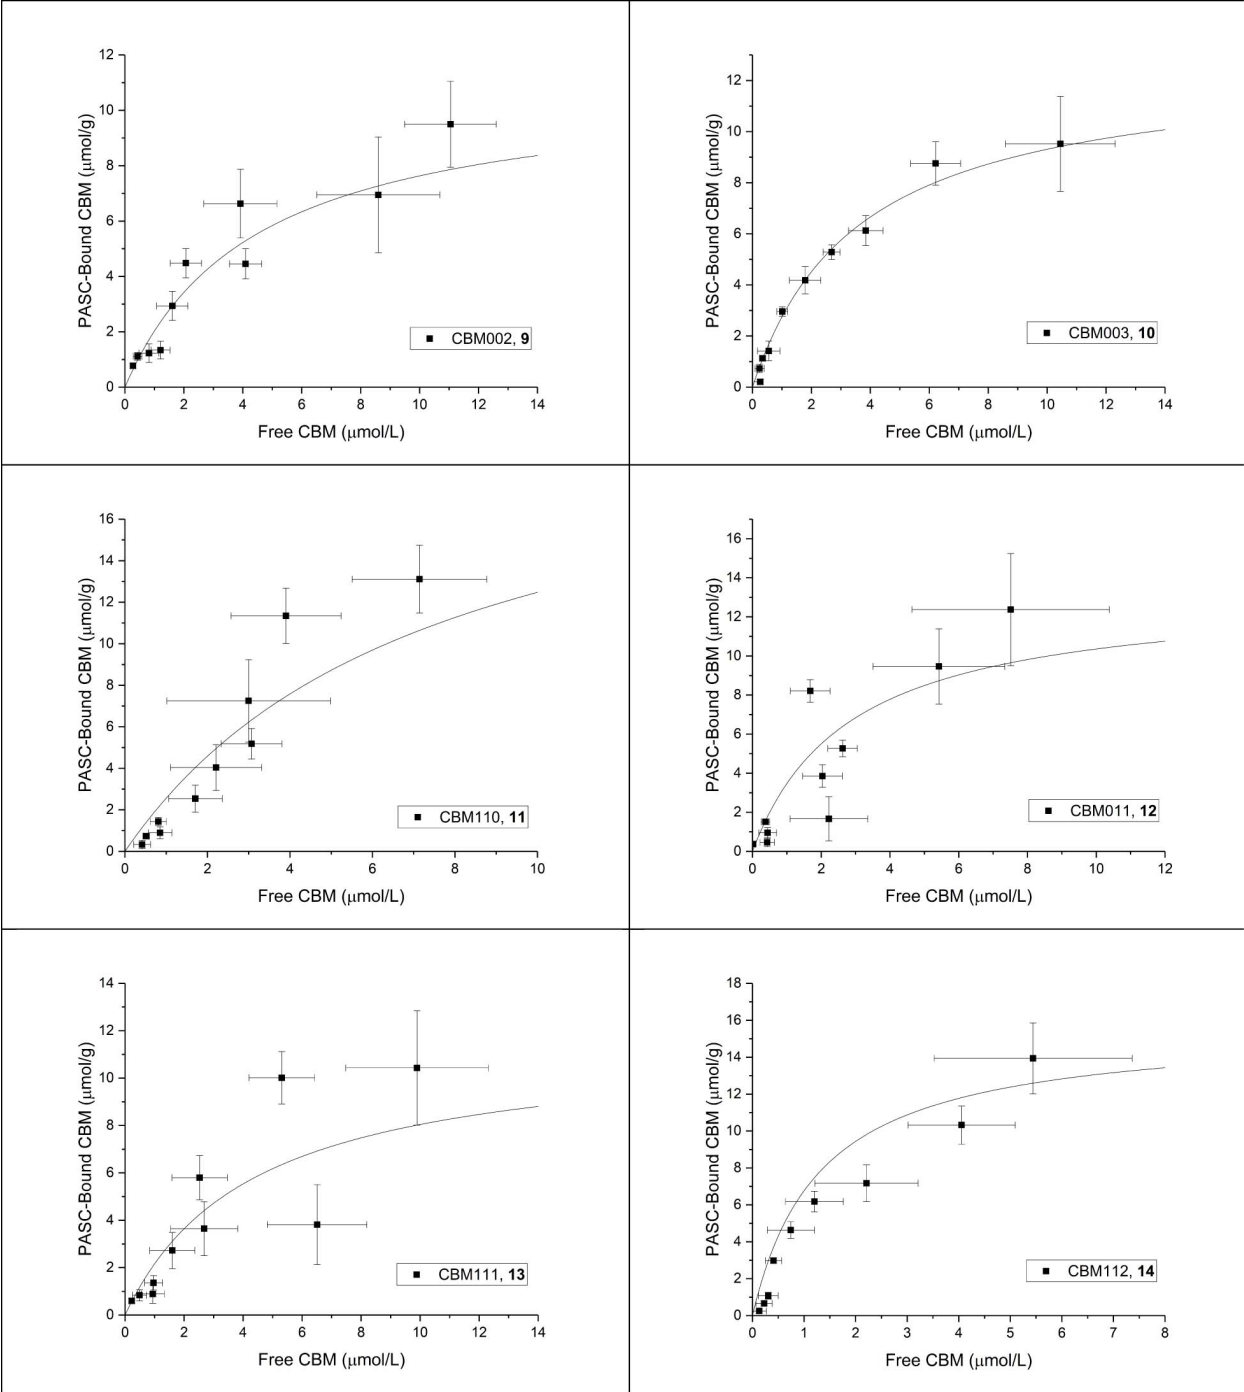 12
10
8
6
4
2
0
PASC-Bound CBM (μmol/g)
CBM002, 9
0 2 4 6 8 10 12 14
Free CBM (μmol/L)
12
10
8
6
4
2
0
PASC-Bound CBM (μmol/g)
CBM003, 10
0 2 4 6 8 10 12 14
Free CBM (μmol/L)
16
14
12
10
8
6
4
2
0
PASC-Bound CBM (μmol/g)
CBM110, 11
0 2 4 6 8 10
Free CBM (μmol/L)
16
14
12
10
8
6
4
2
0
PASC-Bound CBM (μmol/g)
CBM011, 12
0 2 4 6 8 10 12
Free CBM (μmol/L)
14
12
10
8
6
4
2
0
PASC-Bound CBM (μmol/g)
CBM111, 13
0 2 4 6 8 10 12 14
Free CBM (μmol/L)
18
16
14
12
10
8
6
4
2
0
PASC-Bound CBM (μmol/g)
CBM112, 14
0 1 2 3 4 5 6 7 8
Free CBM (μmol/L)